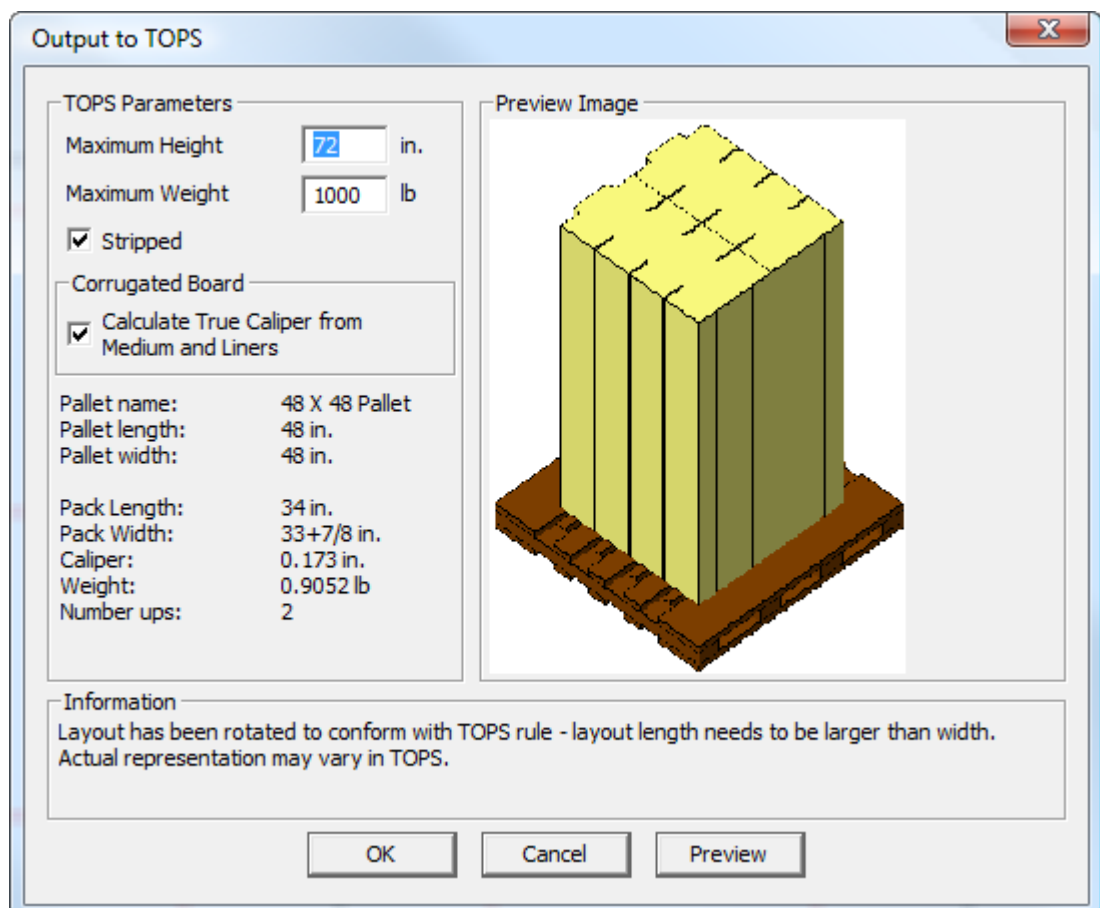 Output to TOPS
TOPS Parameters
Maximum Height 72 in.
Maximum Weight 1000 lb
Stripped
Corrugated Board
Calculate True Caliper from
Medium and Liners
Pallet name: 48 X 48 Pallet
Pallet length: 48 in.
Pallet width: 48 in.
Pack Length: 34 in.
Pack Width: 33+7/8 in.
Caliper: 0.173 in.
Weight: 0.9052 lb
Number ups: 2
Preview Image
Information
Layout has been rotated to conform with TOPS rule - layout length needs to be larger than width.
Actual representation may vary in TOPS.
OK Cancel Preview